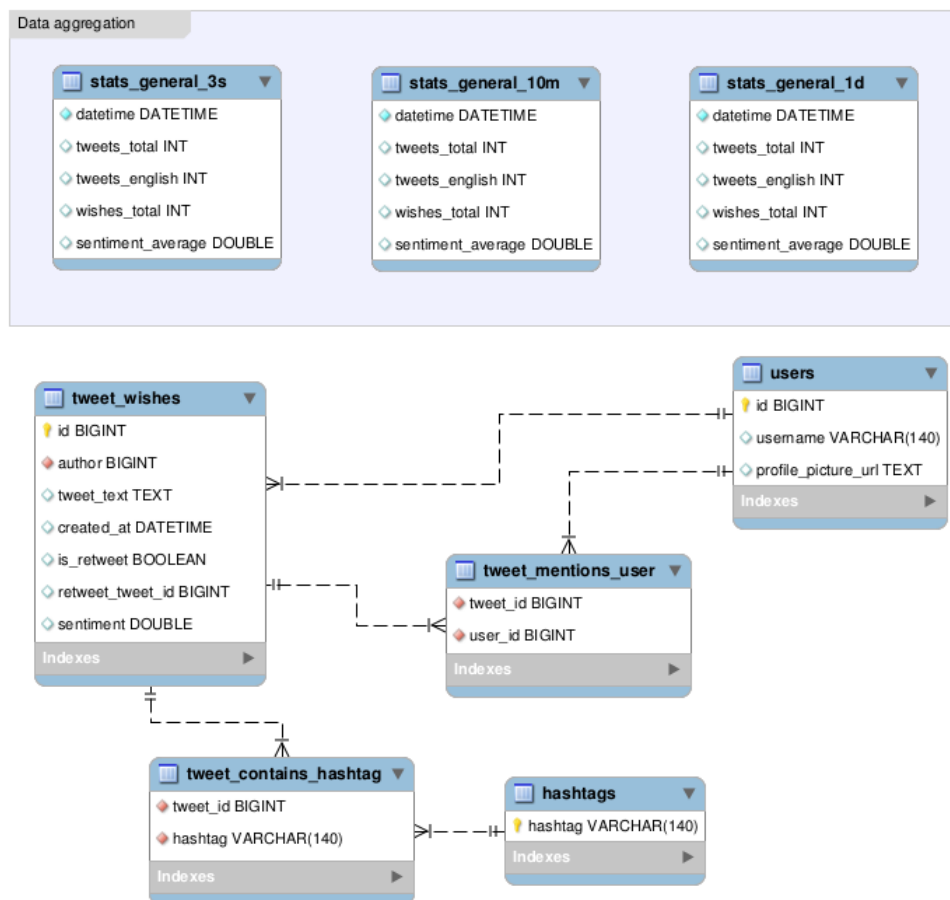 Data aggregation
stats_general_3s
datetime DATETIME
tweets_total INT
tweets_english INT
wishes_total INT
sentiment_average DOUBLE
stats_general_10m
datetime DATETIME
tweets_total INT
tweets_english INT
wishes_total INT
sentiment_average DOUBLE
stats_general_1d
datetime DATETIME
tweets_total INT
tweets_english INT
wishes_total INT
sentiment_average DOUBLE
tweet_wishes
id BIGINT
author BIGINT
tweet_text TEXT
created_at DATETIME
is_retweet BOOLEAN
retweet_tweet_id BIGINT
sentiment DOUBLE
Indexes
users
id BIGINT
username VARCHAR(140)
profile_picture_url TEXT
Indexes
tweet_mentions_user
tweet_id BIGINT
user_id BIGINT
Indexes
tweet_contains_hashtag
tweet_id BIGINT
hashtag VARCHAR(140)
Indexes
hashtags
hashtag VARCHAR(140)
Indexes